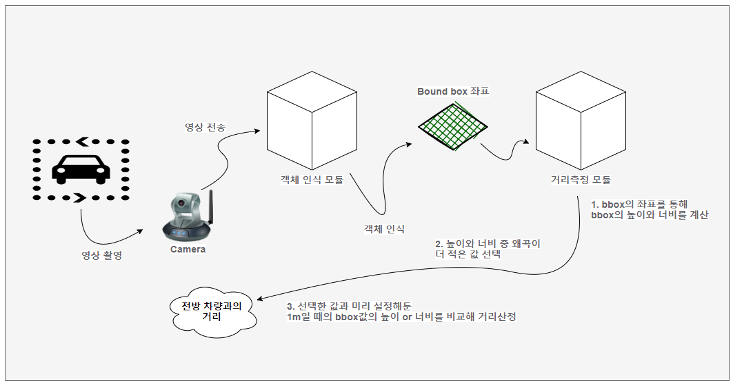 Bound box 좌표
영상 전송
객체 인식 모듈
거리측정 모듈
1. bbox의 좌표를 통해
bbox의 높이와 너비를 계산
객체 인식
영상 촬영
Camera
2. 높이와 너비 중 왜곡이
더 적은 값 선택
전방 차량과의
거리
3. 선택한 값과 미리 설정해둔
1m일 때의 bbox값의 높이 or 너비를 비교해 거리산정